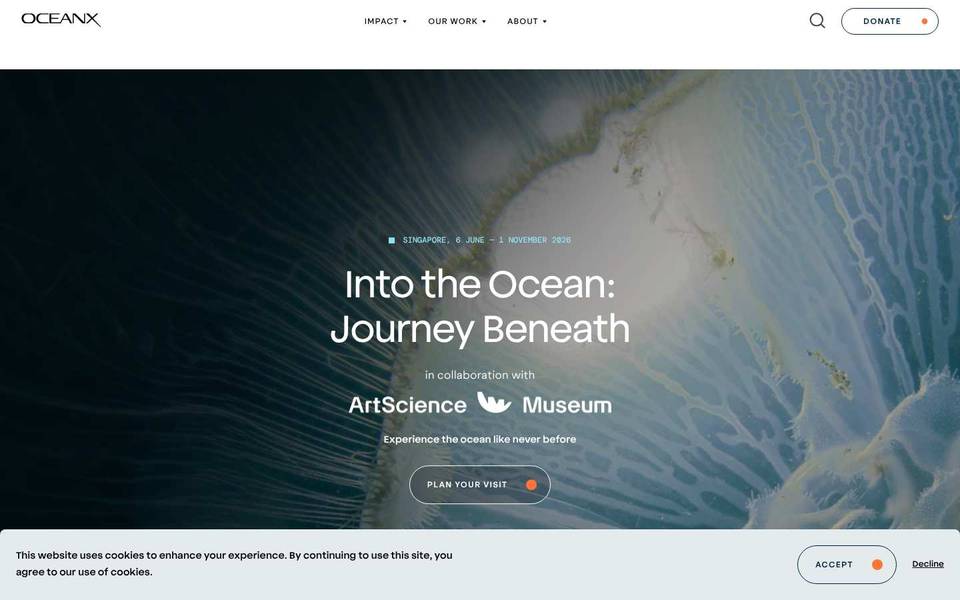 OCEANX
IMPACT
OUR WORK
ABOUT
DONATE
SINGAPORE, 6 JUNE – 1 NOVEMBER 2026
Into the Ocean:
Journey Beneath
in collaboration with
ArtScience Museum
Experience the ocean like never before
PLAN YOUR VISIT
This website uses cookies to enhance your experience. By continuing to use this site, you
agree to our use of cookies.
ACCEPT
Decline